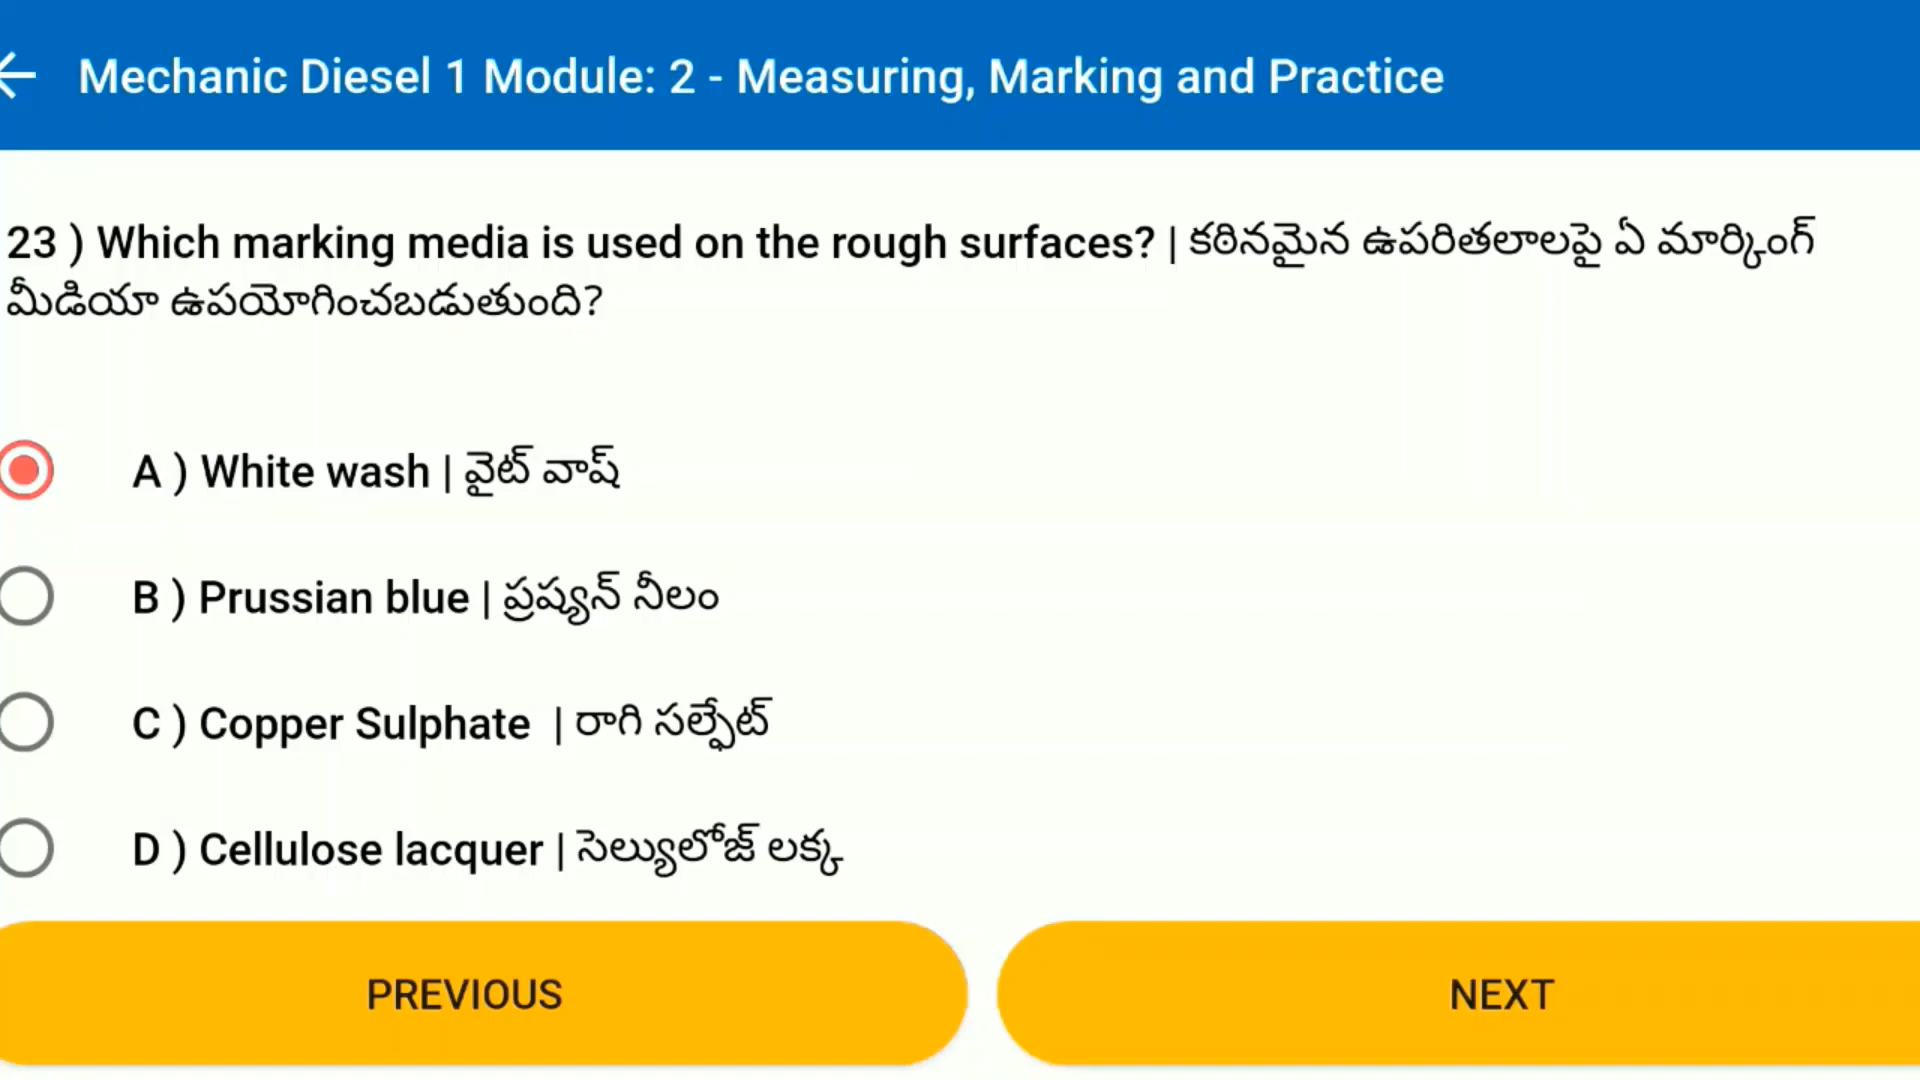 Mechanic Diesel 1 Module: 2 - Measuring, Marking and Practice
23 ) Which marking media is used on the rough surfaces? | కఠినమైన ఉపరితలాలపై ఏ మార్కింగ్
మీడియా ఉపయోగించబడుతుంది?
A ) White wash | వైట్ వాష్
B ) Prussian blue | ప్రష్యన్ నీలం
C ) Copper Sulphate | రాగి సల్ఫేట్
D ) Cellulose lacquer | సెల్యులోజ్ లక్క
PREVIOUS
NEXT